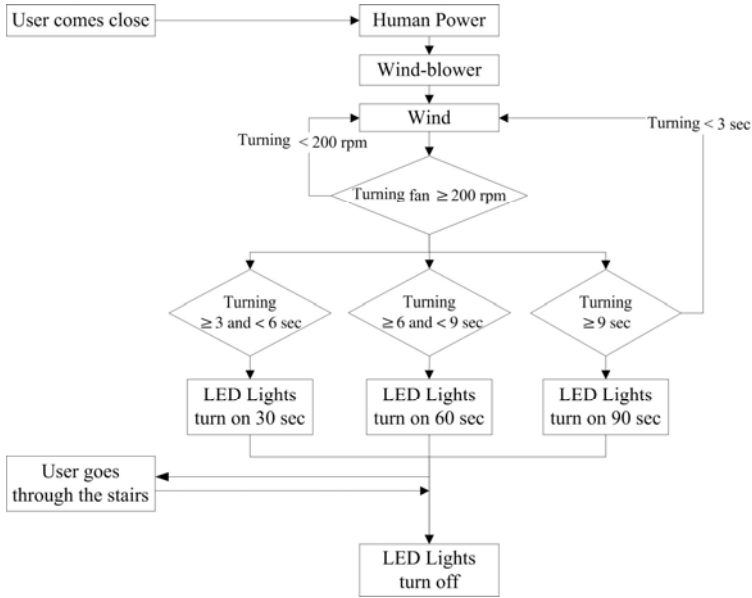 User comes close
Human Power
Wind-blower
Wind
Turning < 200 rpm
Turning < 3 sec
Turning fan ≥ 200 rpm
Turning
≥ 3 and < 6 sec
Turning
≥ 6 and < 9 sec
Turning
≥ 9 sec
LED Lights
turn on 30 sec
LED Lights
turn on 60 sec
LED Lights
turn on 90 sec
User goes
through the stairs
LED Lights
turn off